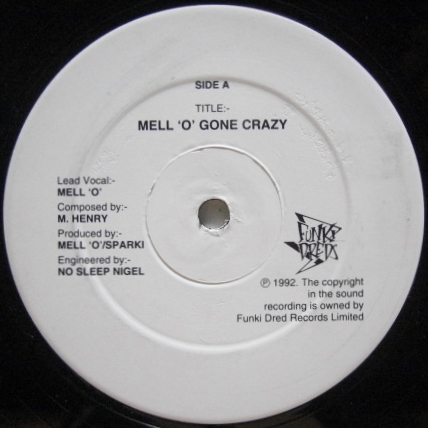 SIDE A
TITLE:-
MELL 'O' GONE CRAZY
Lead Vocal:-
MELL 'O'
Composed by:-
M. HENRY
Produced by:-
MELL 'O'/SPARKI
Engineered by:-
NO SLEEP NIGEL
FUNKI
DREDS
℗ 1992. The copyright
in the sound
recording is owned by
Funki Dred Records Limited